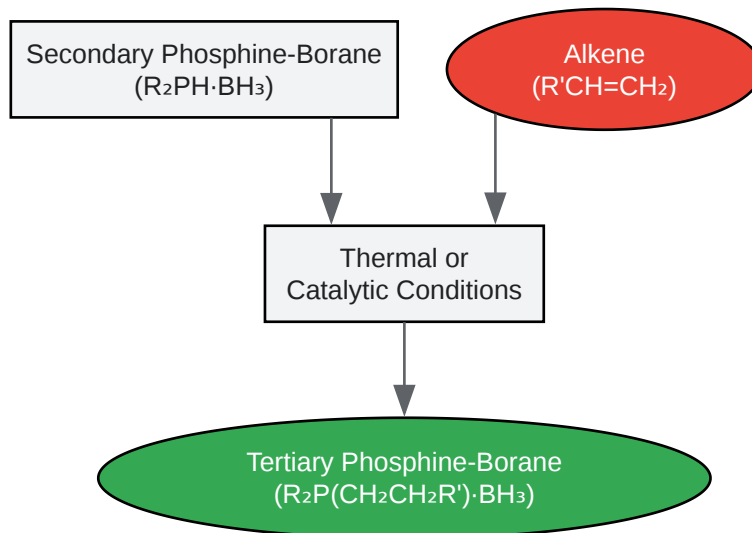 Secondary Phosphine-Borane
(R₂PH·BH₃)
Alkene
(R'CH=CH₂)
Thermal or
Catalytic Conditions
Tertiary Phosphine-Borane
(R₂P(CH₂CH₂R')·BH₃)